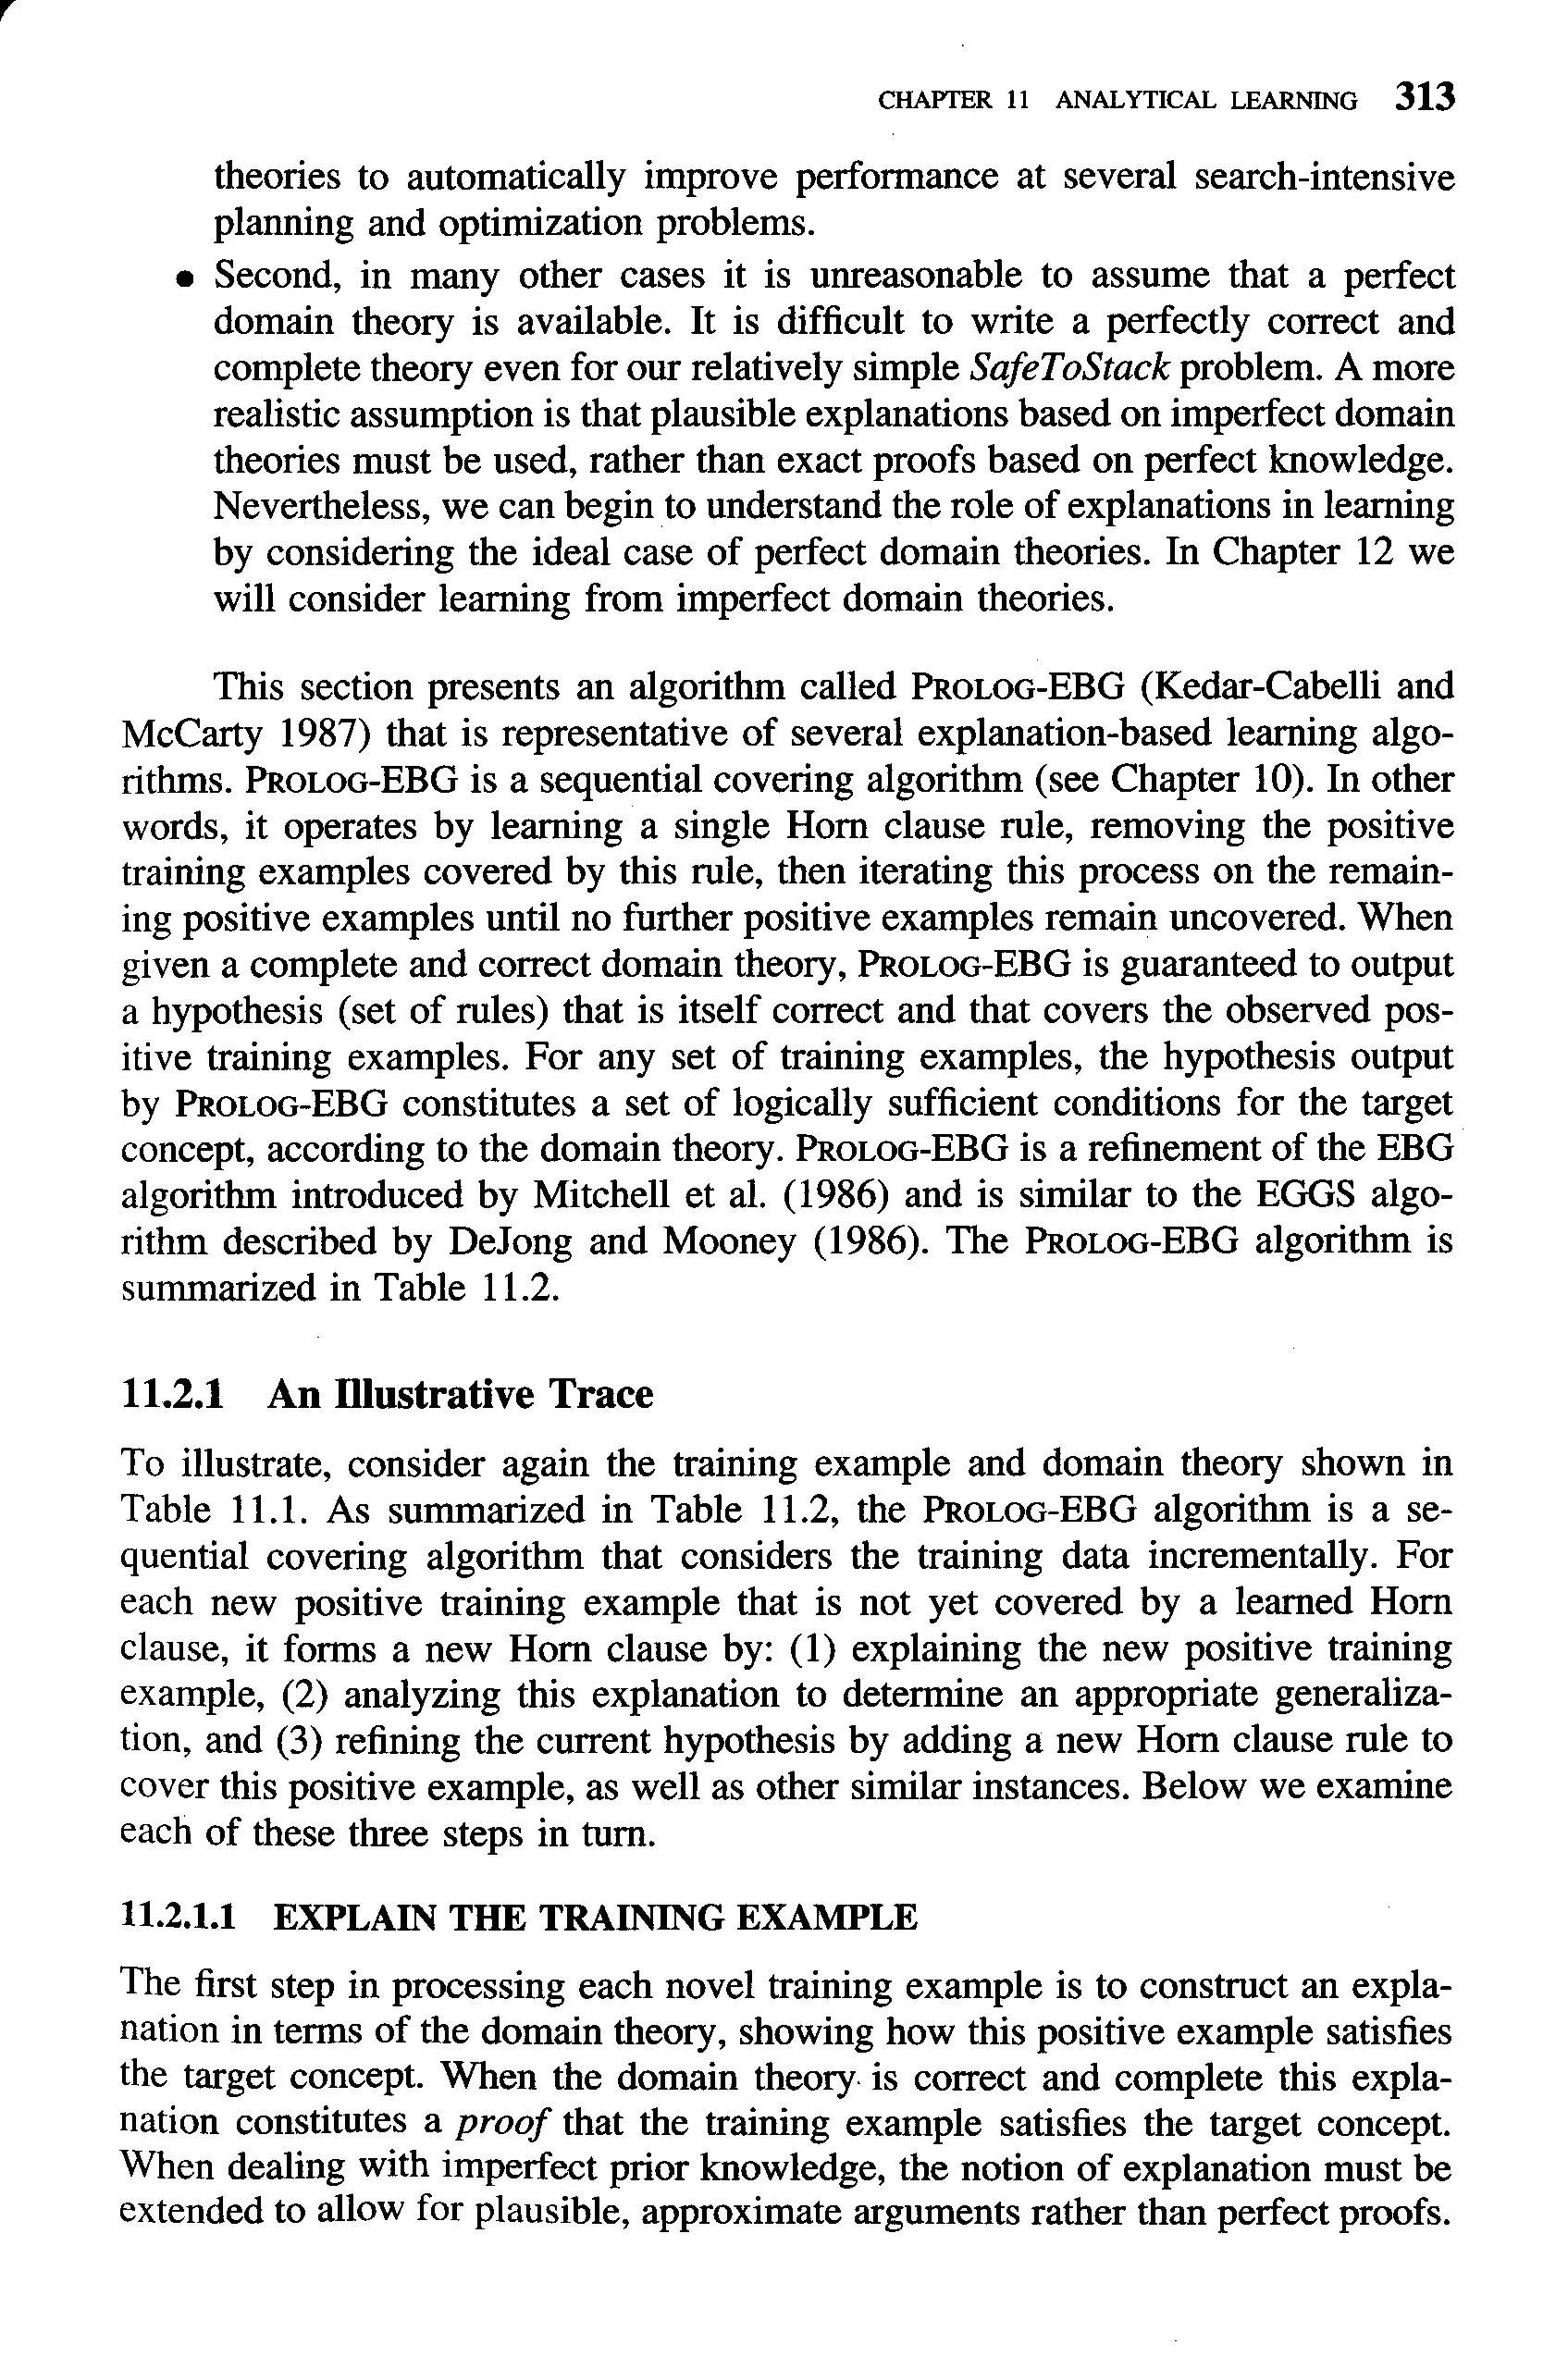 CHAPTER 11 ANALYTICAL LEARNING 313
theories to automatically improve performance at several search-intensive
planning and optimization problems.
• Second, in many other cases it is unreasonable to assume that a perfect
domain theory is available. It is difficult to write a perfectly correct and
complete theory even for our relatively simple SafeToStack problem. A more
realistic assumption is that plausible explanations based on imperfect domain
theories must be used, rather than exact proofs based on perfect knowledge.
Nevertheless, we can begin to understand the role of explanations in learning
by considering the ideal case of perfect domain theories. In Chapter 12 we
will consider learning from imperfect domain theories.
This section presents an algorithm called PROLOG-EBG (Kedar-Cabelli and
McCarty 1987) that is representative of several explanation-based learning algo-
rithms. PROLOG-EBG is a sequential covering algorithm (see Chapter 10). In other
words, it operates by learning a single Horn clause rule, removing the positive
training examples covered by this rule, then iterating this process on the remain-
ing positive examples until no further positive examples remain uncovered. When
given a complete and correct domain theory, PROLOG-EBG is guaranteed to output
a hypothesis (set of rules) that is itself correct and that covers the observed pos-
itive training examples. For any set of training examples, the hypothesis output
by PROLOG-EBG constitutes a set of logically sufficient conditions for the target
concept, according to the domain theory. PROLOG-EBG is a refinement of the EBG
algorithm introduced by Mitchell et al. (1986) and is similar to the EGGS algo-
rithm described by DeJong and Mooney (1986). The PROLOG-EBG algorithm is
summarized in Table 11.2.
11.2.1 An Illustrative Trace
To illustrate, consider again the training example and domain theory shown in
Table 11.1. As summarized in Table 11.2, the PROLOG-EBG algorithm is a se-
quential covering algorithm that considers the training data incrementally. For
each new positive training example that is not yet covered by a learned Horn
clause, it forms a new Horn clause by: (1) explaining the new positive training
example, (2) analyzing this explanation to determine an appropriate generaliza-
tion, and (3) refining the current hypothesis by adding a new Horn clause rule to
cover this positive example, as well as other similar instances. Below we examine
each of these three steps in turn.
11.2.1.1 EXPLAIN THE TRAINING EXAMPLE
The first step in processing each novel training example is to construct an expla-
nation in terms of the domain theory, showing how this positive example satisfies
the target concept. When the domain theory is correct and complete this expla-
nation constitutes a proof that the training example satisfies the target concept.
When dealing with imperfect prior knowledge, the notion of explanation must be
extended to allow for plausible, approximate arguments rather than perfect proofs.